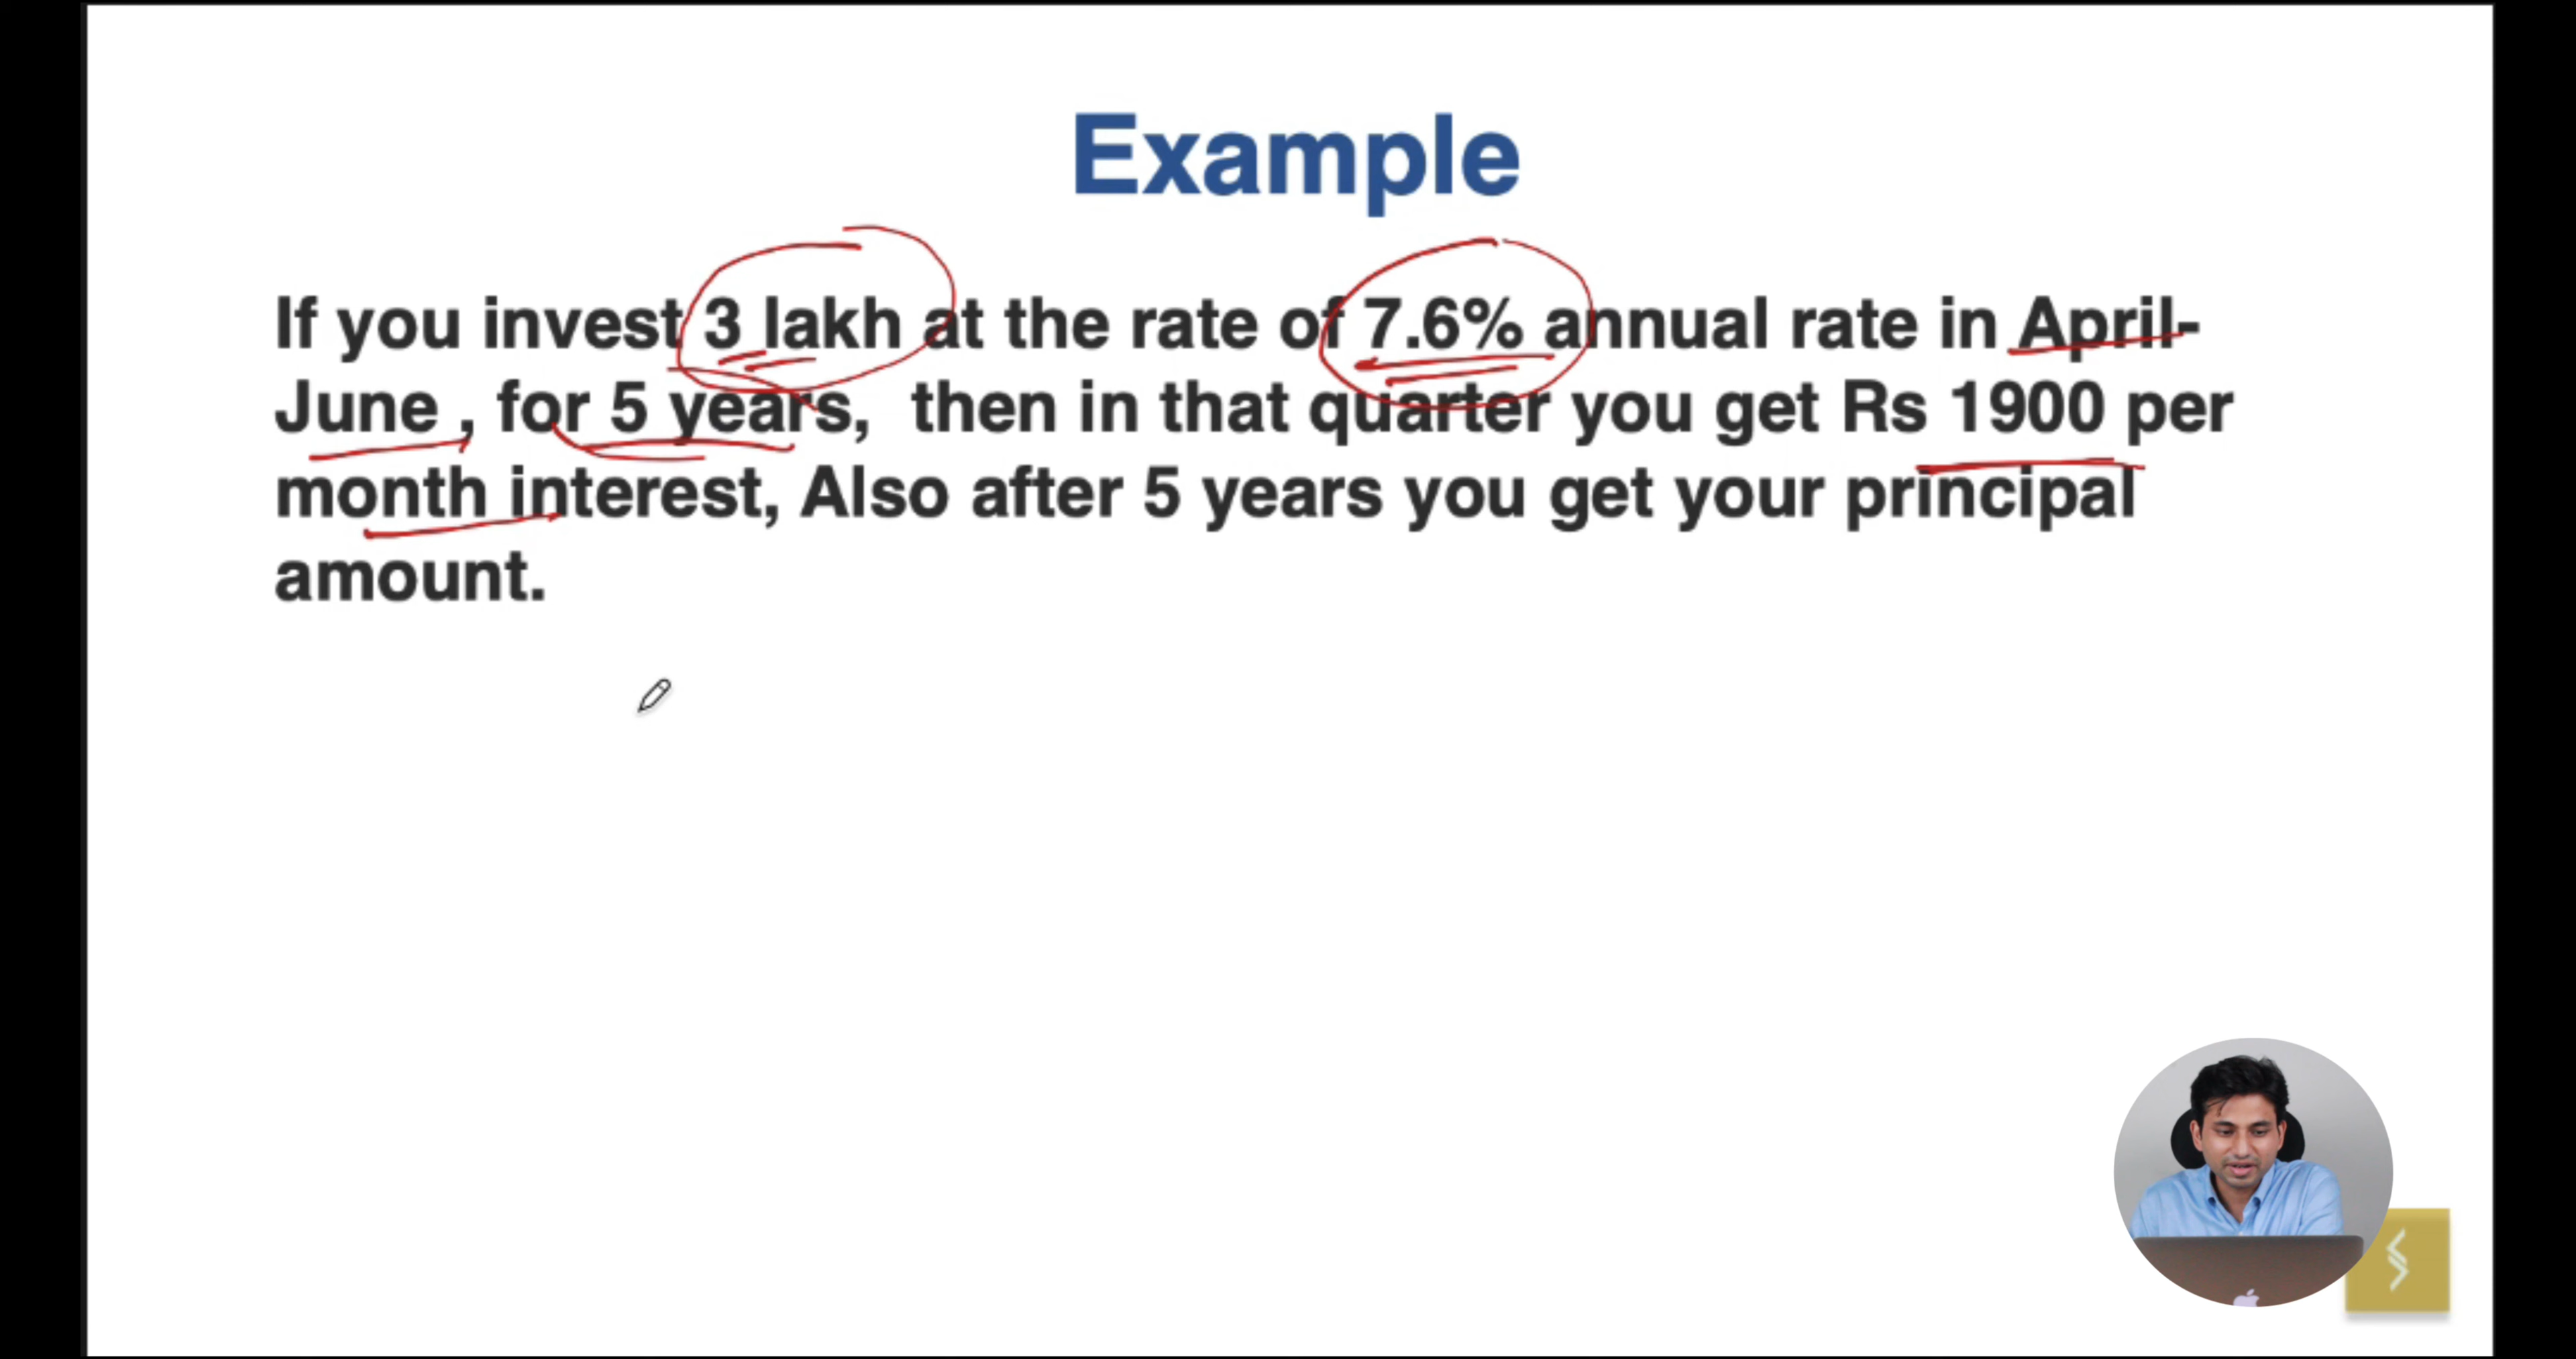 Example
If you invest 3 lakh at the rate of 7.6% annual rate in April-
June , for 5 years, then in that quarter you get Rs 1900 per
month interest, Also after 5 years you get your principal
amount.